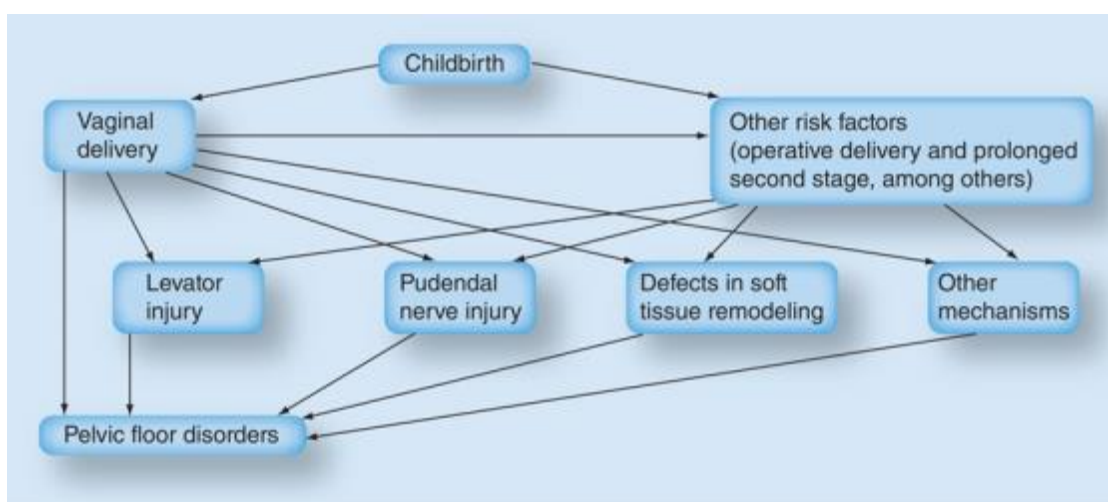 Childbirth
Vaginal
delivery
Other risk factors
(operative delivery and prolonged
second stage, among others)
Levator
injury
Pudendal
nerve injury
Defects in soft
tissue remodeling
Other
mechanisms
Pelvic floor disorders